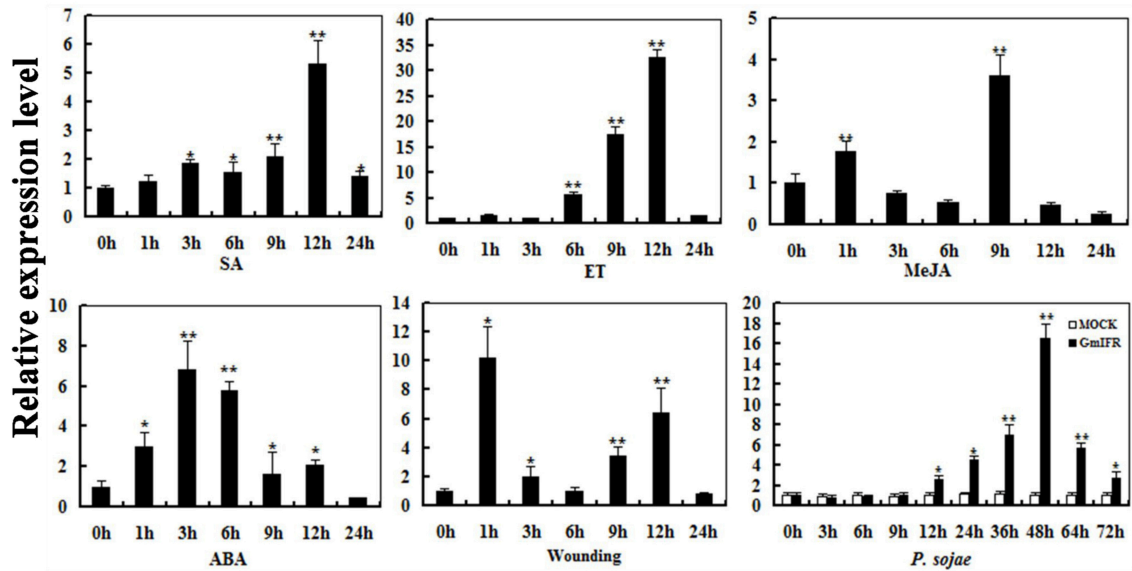 Relative expression level
7
6
5
4
3
2
1
0
* * ** ** *
0h 1h 3h 6h 9h 12h 24h
SA
40
35
30
25
20
15
10
5
0
** ** **
0h 1h 3h 6h 9h 12h 24h
ET
5
4
3
2
1
0
** **
0h 1h 3h 6h 9h 12h 24h
MeJA
10
8
6
4
2
0
* ** ** * *
0h 1h 3h 6h 9h 12h 24h
ABA
14
12
10
8
6
4
2
0
* * ** **
0h 1h 3h 6h 9h 12h 24h
Wounding
20
18
16
14
12
10
8
6
4
2
0
MOCK
GmIFR
* * ** ** ** *
0h 3h 6h 9h 12h 24h 36h 48h 64h 72h
P. sojae